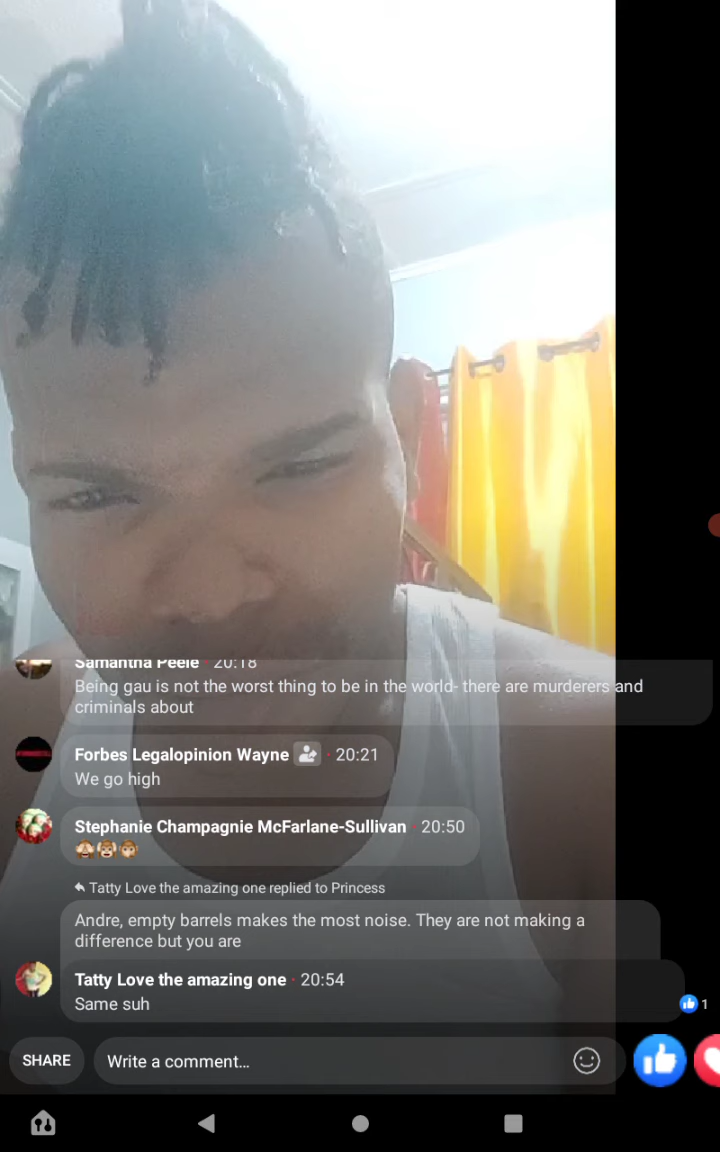 Samantha Peele · 20:18
Being gau is not the worst thing to be in the world- there are murderers and
criminals about
Forbes Legalopinion Wayne · 20:21
We go high
Stephanie Champagnie McFarlane-Sullivan · 20:50
🙈🙊🙉
Tatty Love the amazing one replied to Princess
Andre, empty barrels makes the most noise. They are not making a
difference but you are
Tatty Love the amazing one · 20:54
Same suh
1
SHARE
Write a comment...